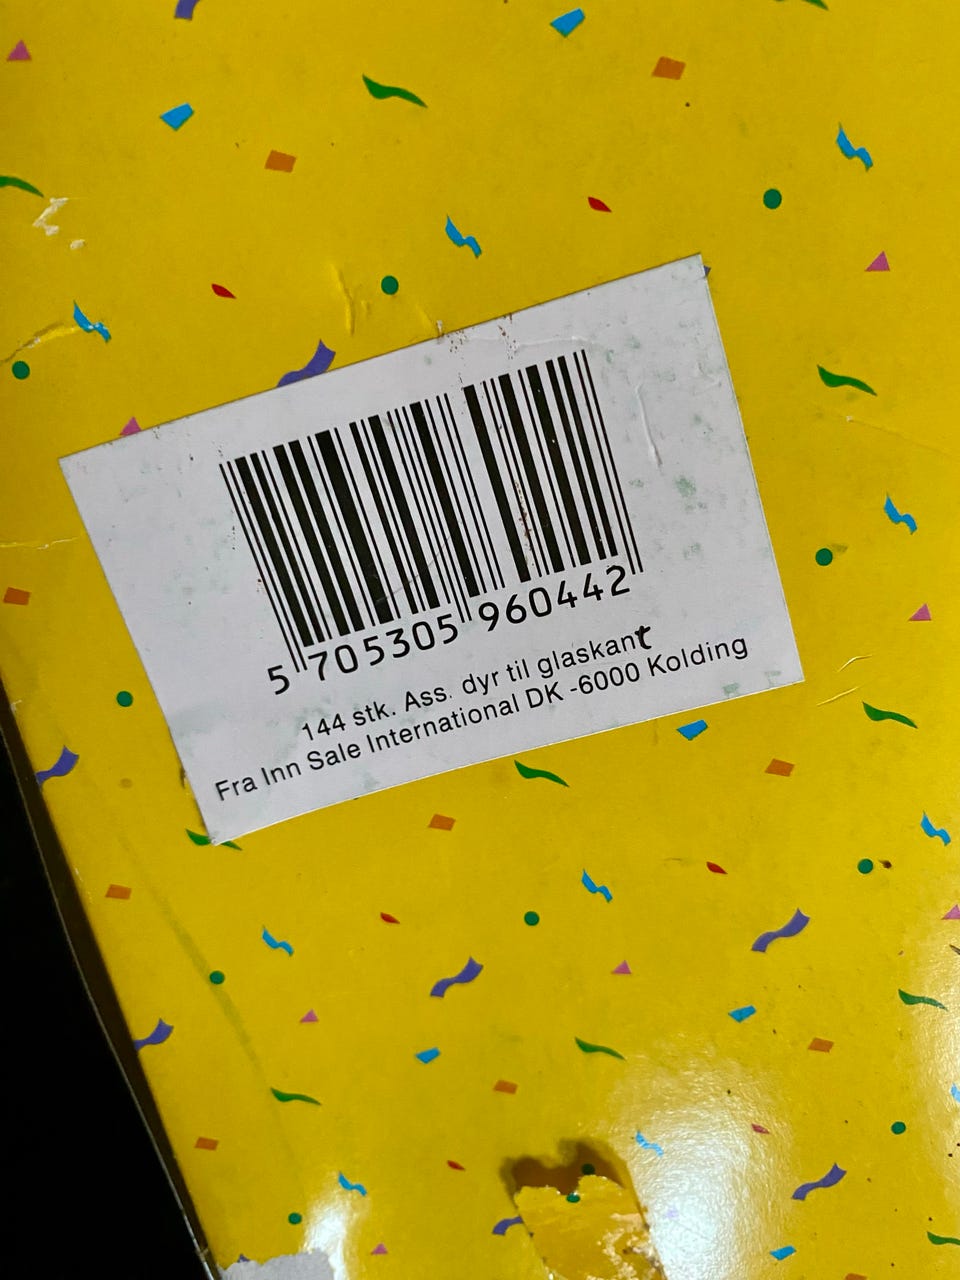 5 705305 960442
144 stk. Ass. dyr til glaskant
Fra Inn Sale International DK -6000 Kolding